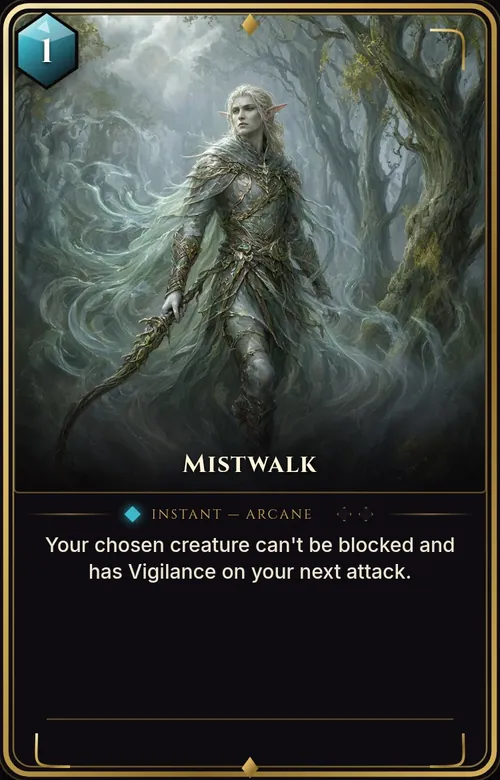 1
Mistwalk
INSTANT — ARCANE
Your chosen creature can't be blocked and
has Vigilance on your next attack.